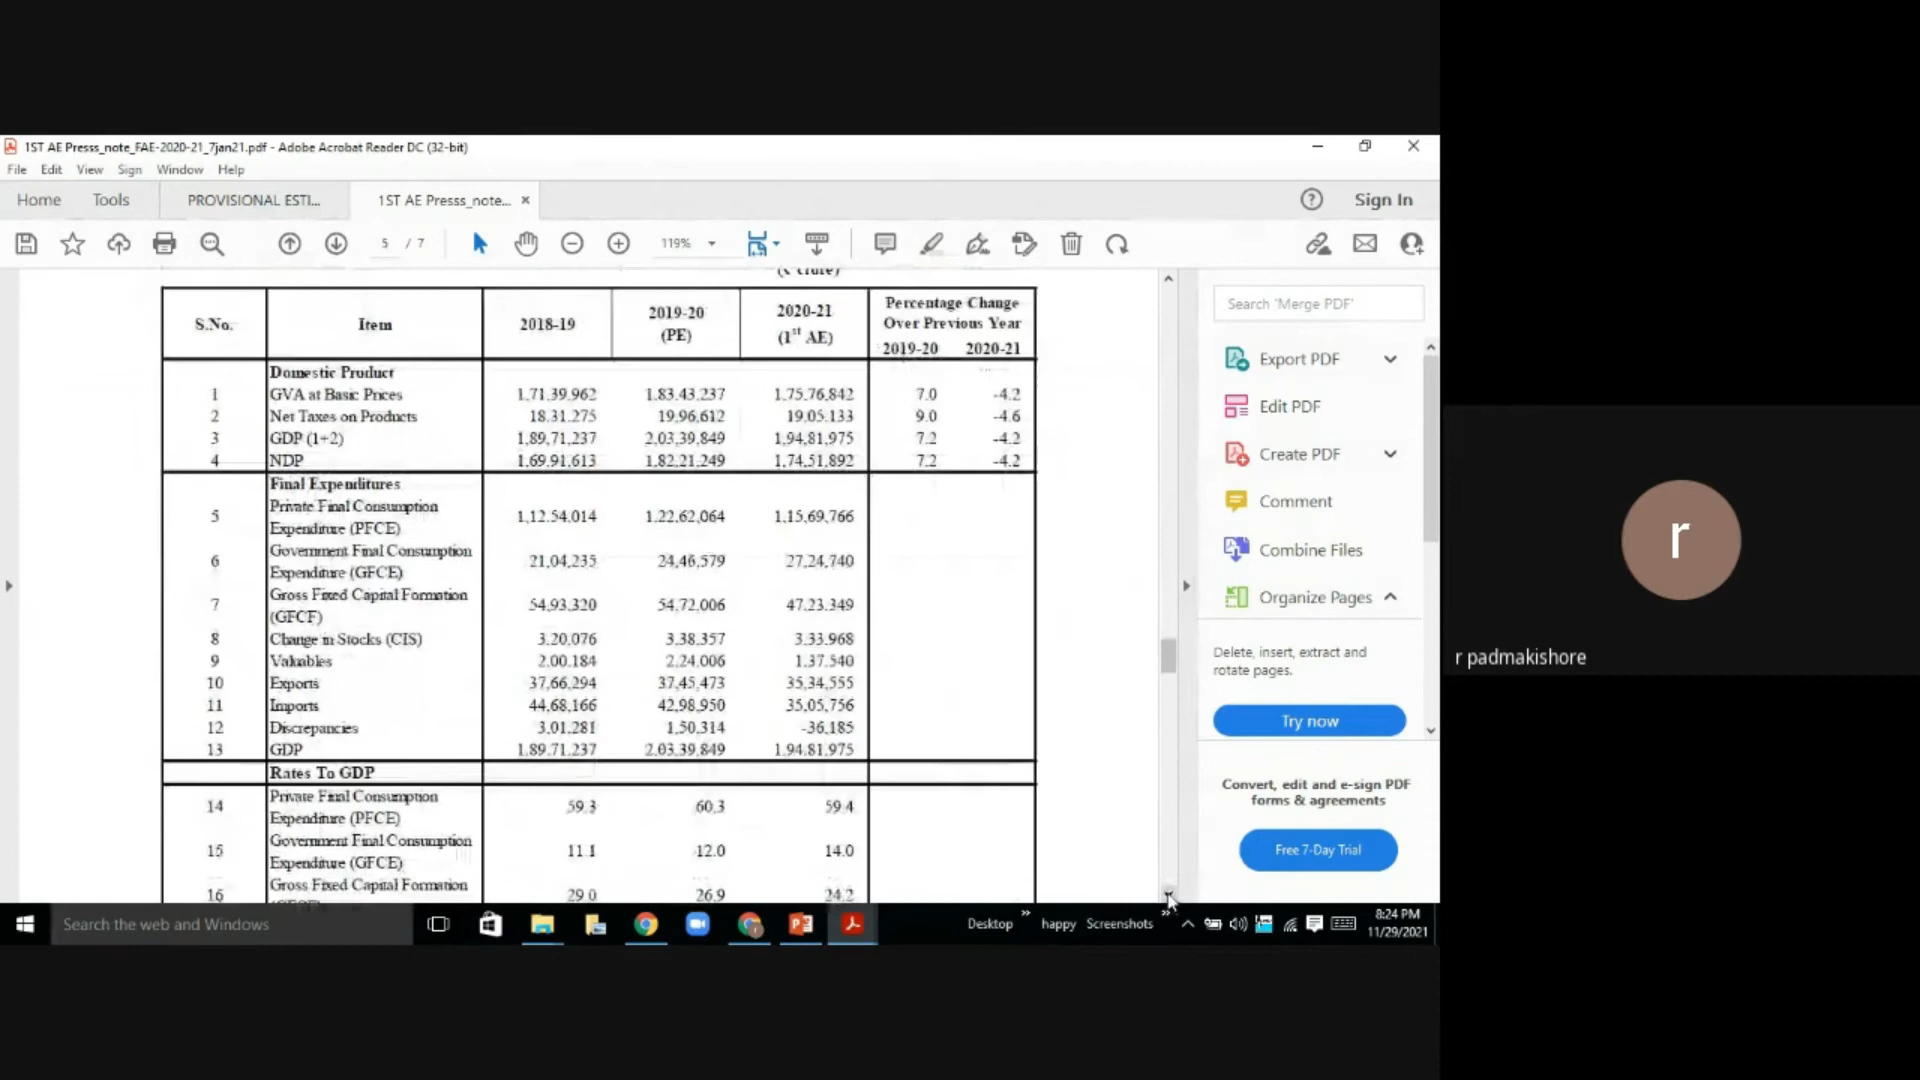 1ST AE Presss_note_FAE-2020-21_7jan21.pdf - Adobe Acrobat Reader DC (32-bit)
File Edit View Sign Window Help
Home Tools PROVISIONAL ESTI... 1ST AE Presss_note... × Sign In
5 / 7 119%
S.No. Item 2018-19 2019-20 (PE) 2020-21 (1st AE) Percentage Change Over Previous Year
2019-20 2020-21
Domestic Product
1 GVA at Basic Prices 1,71,39,962 1,83,43,237 1,75,76,842 7.0 -4.2
2 Net Taxes on Products 18,31,275 19,96,612 19,05,133 9.0 -4.6
3 GDP (1+2) 1,89,71,237 2,03,39,849 1,94,81,975 7.2 -4.2
4 NDP 1,69,91,613 1,82,21,249 1,74,51,892 7.2 -4.2
Final Expenditures
5 Private Final Consumption Expenditure (PFCE) 1,12,54,014 1,22,62,064 1,15,69,766
6 Government Final Consumption Expenditure (GFCE) 21,04,235 24,46,579 27,24,740
7 Gross Fixed Capital Formation (GFCF) 54,93,320 54,72,006 47,23,349
8 Change in Stocks (CIS) 3,20,076 3,38,357 3,33,968
9 Valuables 2,00,184 2,24,006 1,37,540
10 Exports 37,66,294 37,45,473 35,34,555
11 Imports 44,68,166 42,98,950 35,05,756
12 Discrepancies 3,01,281 1,50,314 -36,185
13 GDP 1,89,71,237 2,03,39,849 1,94,81,975
Rates To GDP
14 Private Final Consumption Expenditure (PFCE) 59.3 60.3 59.4
15 Government Final Consumption Expenditure (GFCE) 11.1 12.0 14.0
16 Gross Fixed Capital Formation 29.0 26.9 24.2
Search 'Merge PDF'
Export PDF
Edit PDF
Create PDF
Comment
Combine Files
Organize Pages
Delete, insert, extract and
rotate pages.
Try now
Convert, edit and e-sign PDF
forms & agreements
Free 7-Day Trial
r
r padmakishore
Search the web and Windows
Desktop happy Screenshots
8:24 PM
11/29/2021